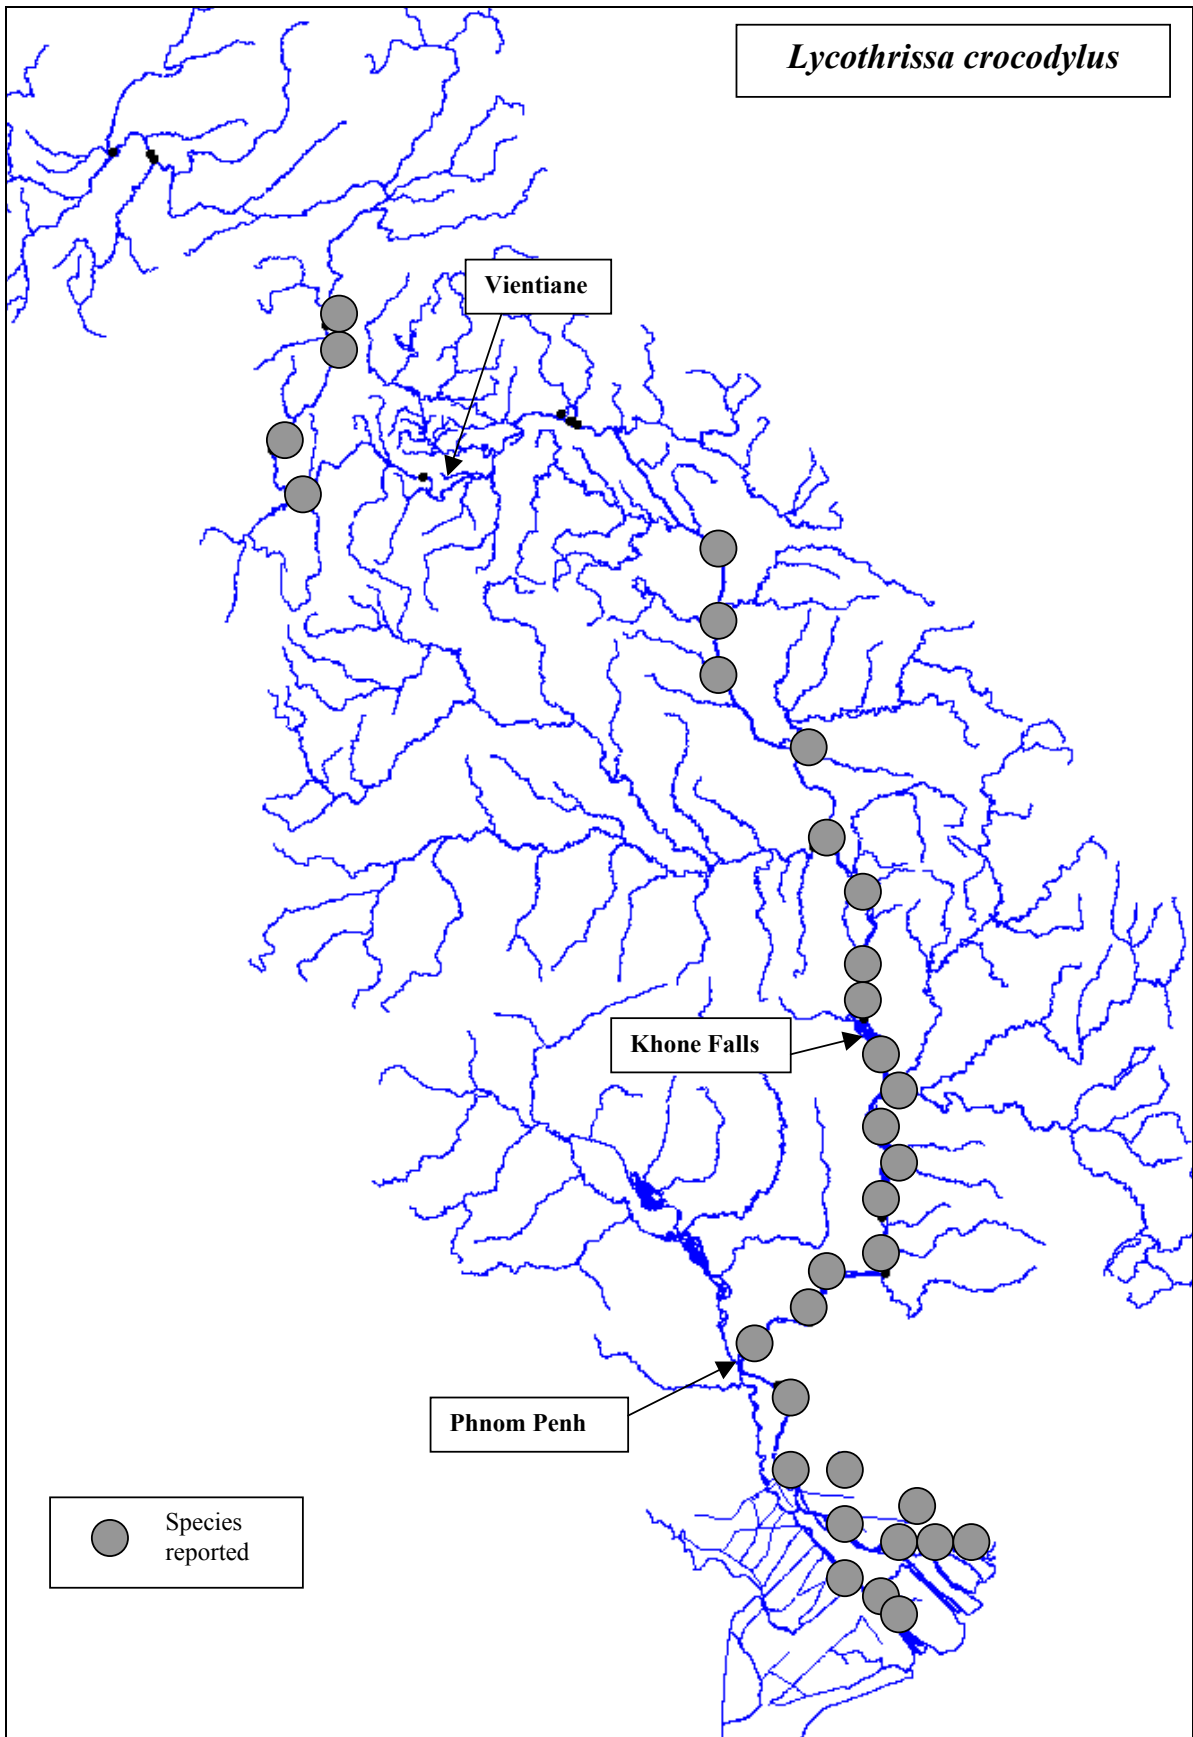 Lycothrissa crocodylus
Vientiane
Khone Falls
Phnom Penh
Species
reported